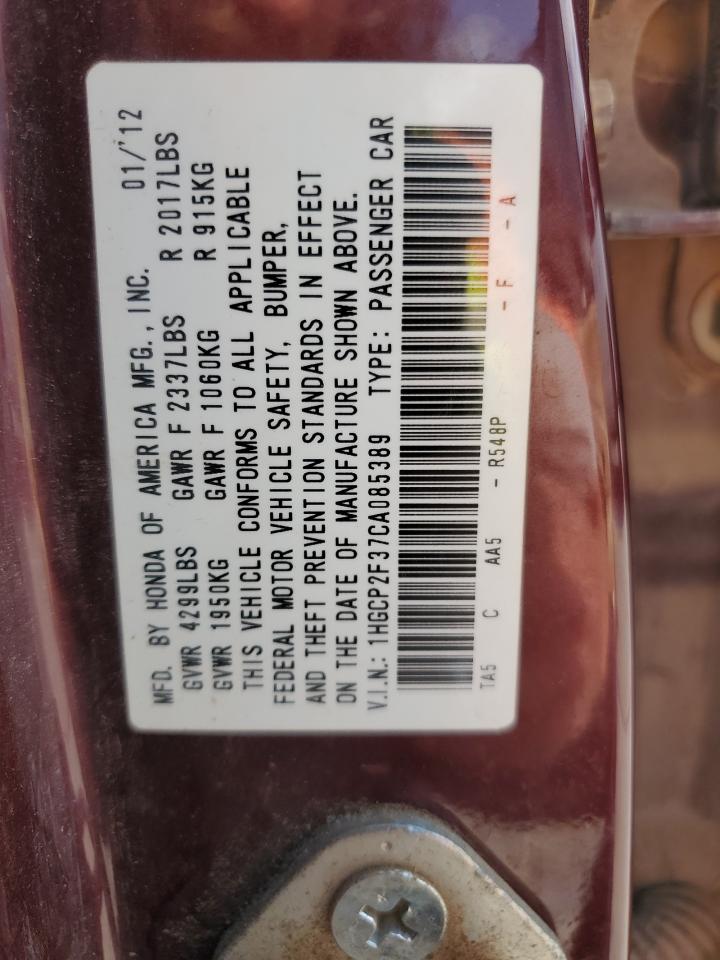 MFD. BY HONDA OF AMERICA MFG., INC. 01/'12
GVWR 4299LBS GAWR F 2337LBS R 2017LBS
GVWR 1950KG GAWR F 1060KG R 915KG
THIS VEHICLE CONFORMS TO ALL APPLICABLE
FEDERAL MOTOR VEHICLE SAFETY, BUMPER,
AND THEFT PREVENTION STANDARDS IN EFFECT
ON THE DATE OF MANUFACTURE SHOWN ABOVE.
V.I.N.: 1HGCP2F37CA085389 TYPE: PASSENGER CAR
TA5 C AA5 - R548P - F - A